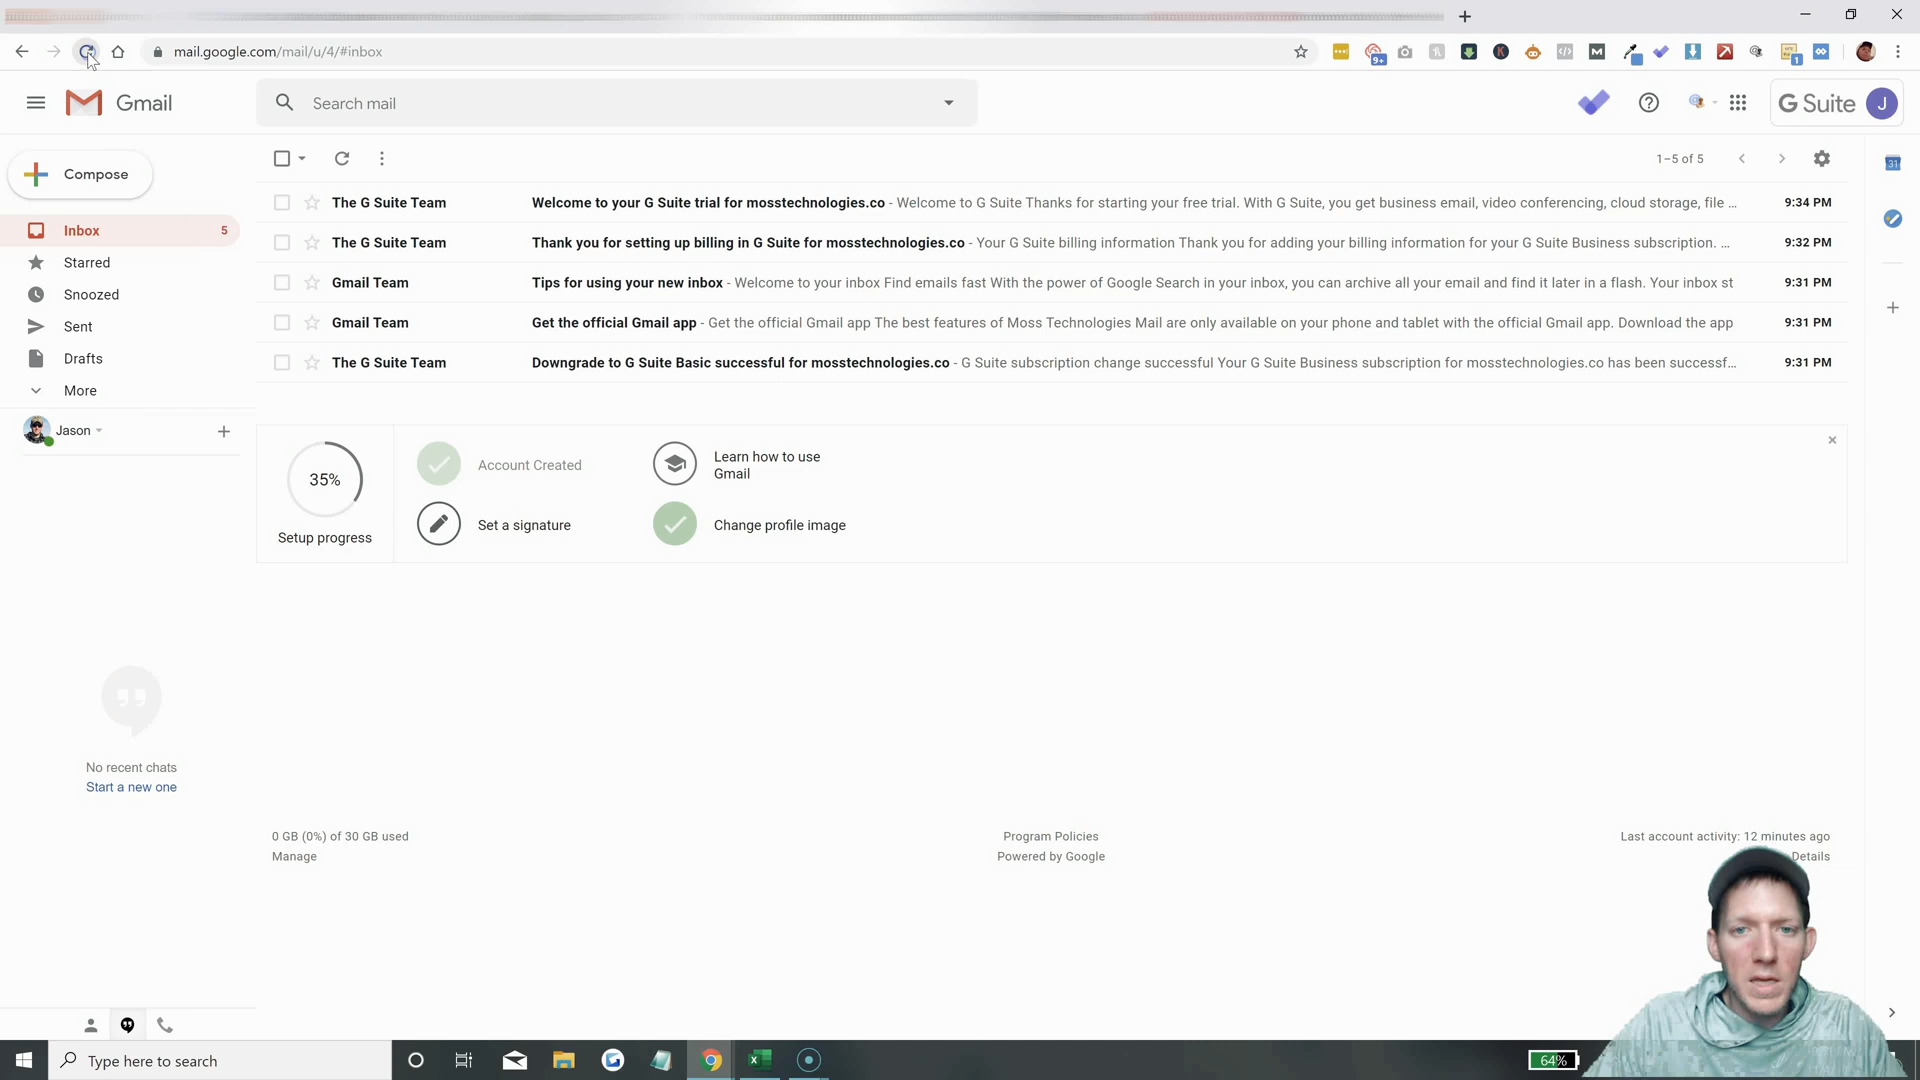 mail.google.com/mail/u/4/#inbox
9+
1
Gmail
Search mail
G Suite
J
Compose
1–5 of 5
31
The G Suite Team Welcome to your G Suite trial for mosstechnologies.co - Welcome to G Suite Thanks for starting your free trial. With G Suite, you get business email, video conferencing, cloud storage, file ... 9:34 PM
Inbox 5
The G Suite Team Thank you for setting up billing in G Suite for mosstechnologies.co - Your G Suite billing information Thank you for adding your billing information for your G Suite Business subscription. ... 9:32 PM
Starred
Gmail Team Tips for using your new inbox - Welcome to your inbox Find emails fast With the power of Google Search in your inbox, you can archive all your email and find it later in a flash. Your inbox st 9:31 PM
Snoozed
Gmail Team Get the official Gmail app - Get the official Gmail app The best features of Moss Technologies Mail are only available on your phone and tablet with the official Gmail app. Download the app 9:31 PM
Sent
Drafts
The G Suite Team Downgrade to G Suite Basic successful for mosstechnologies.co - G Suite subscription change successful Your G Suite Business subscription for mosstechnologies.co has been successf... 9:31 PM
More
Jason
35%
Setup progress
Account Created
Learn how to use
Gmail
Set a signature
Change profile image
No recent chats
Start a new one
0 GB (0%) of 30 GB used
Manage
Program Policies
Powered by Google
Last account activity: 12 minutes ago
Details
Type here to search
64%